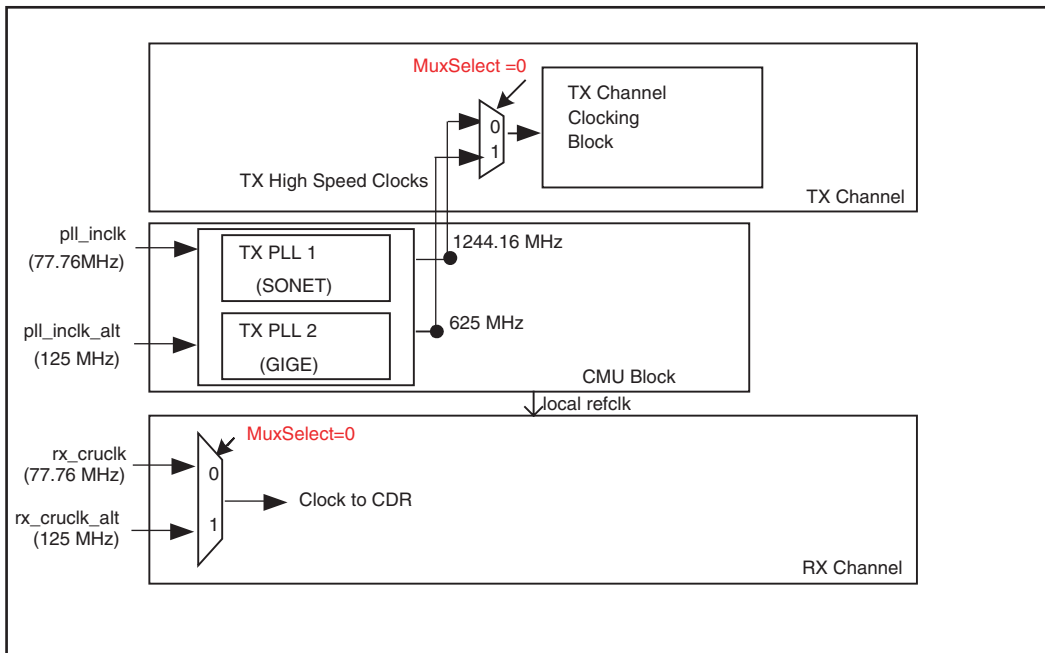 MuxSelect =0
TX Channel
Clocking
Block
0
1
TX High Speed Clocks
TX Channel
pll_inclk
(77.76MHz)
TX PLL 1
(SONET)
1244.16 MHz
pll_inclk_alt
(125 MHz)
TX PLL 2
(GIGE)
625 MHz
CMU Block
local refclk
MuxSelect=0
rx_cruclk
(77.76 MHz)
0
Clock to CDR
rx_cruclk_alt
(125 MHz)
1
RX Channel